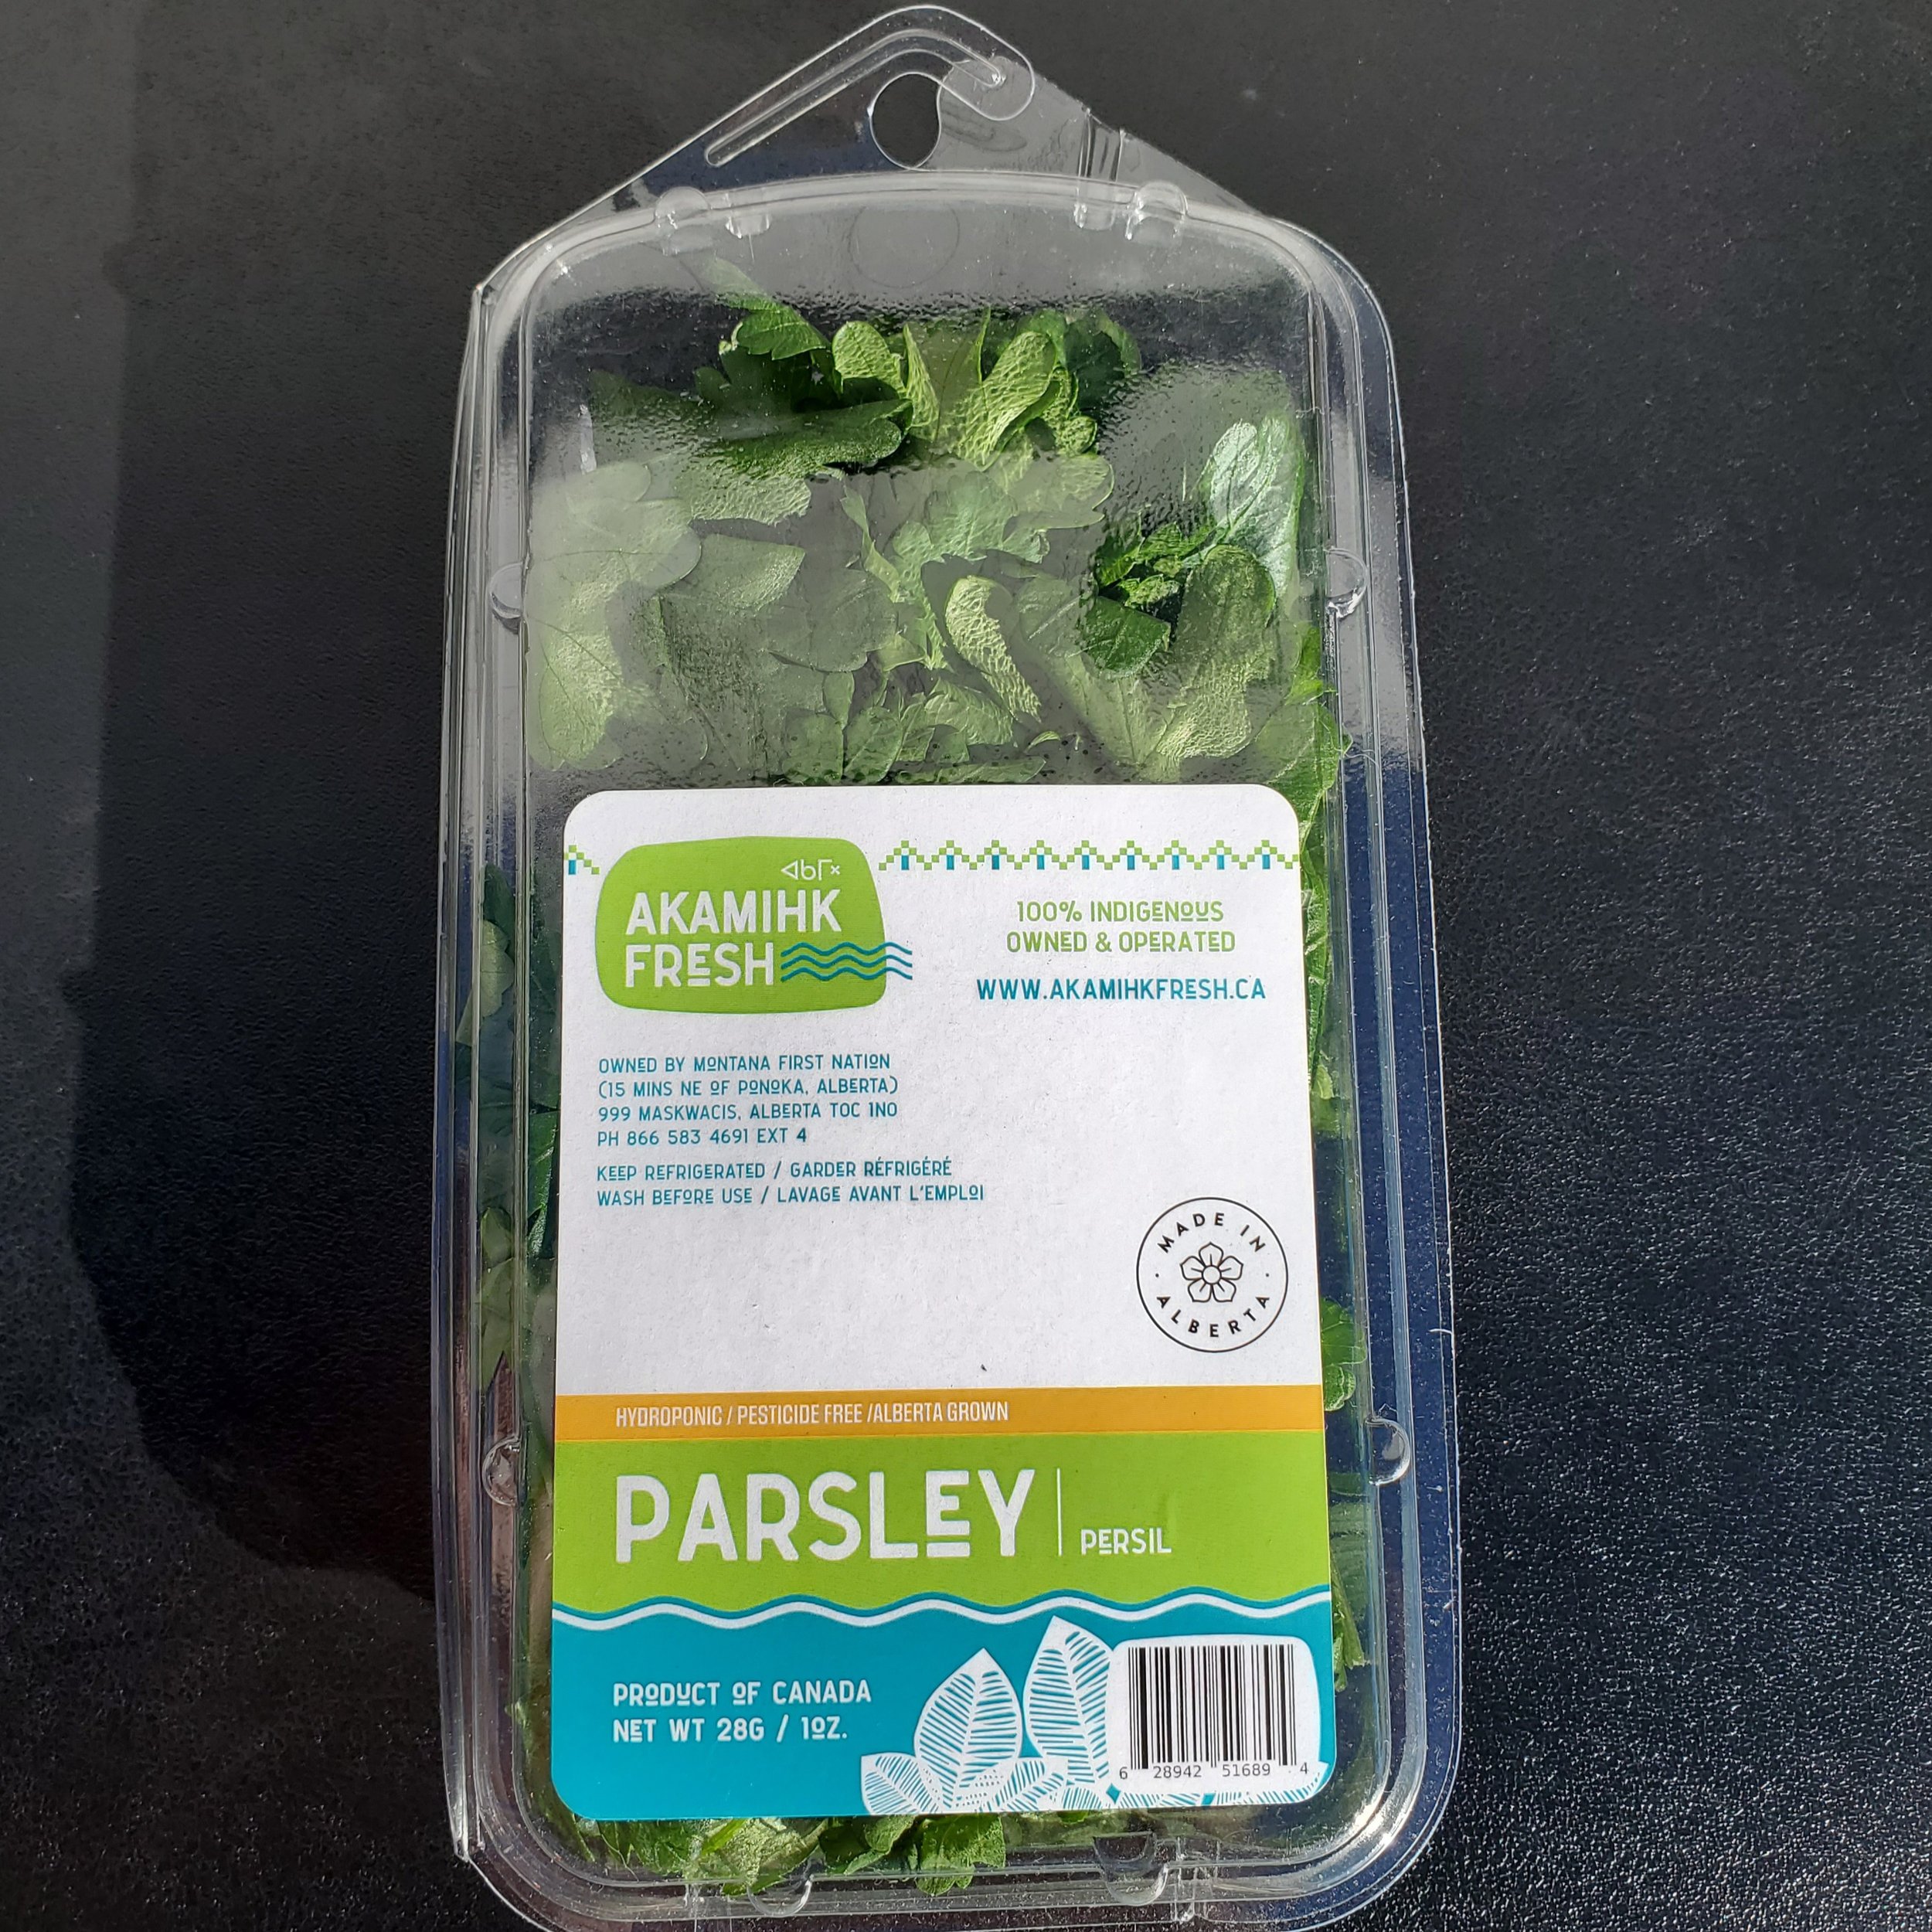 ᐊᑲᒥᕽ
AKAMIHK
FRESH
100% INDIGENOUS
OWNED & OPERATED
WWW.AKAMIHKFRESH.CA
OWNED BY MONTANA FIRST NATION
(15 MINS NE OF PONOKA, ALBERTA)
999 MASKWACIS, ALBERTA TOC 1NO
PH 866 583 4691 EXT 4
KEEP REFRIGERATED / GARDER RÉFRIGÉRÉ
WASH BEFORE USE / LAVAGE AVANT L'EMPLOI
MADE IN
ALBERTA
HYDROPONIC / PESTICIDE FREE /ALBERTA GROWN
PARSLEY | PERSIL
PRODUCT OF CANADA
NET WT 28G / 1OZ.
6 28942 51689 4